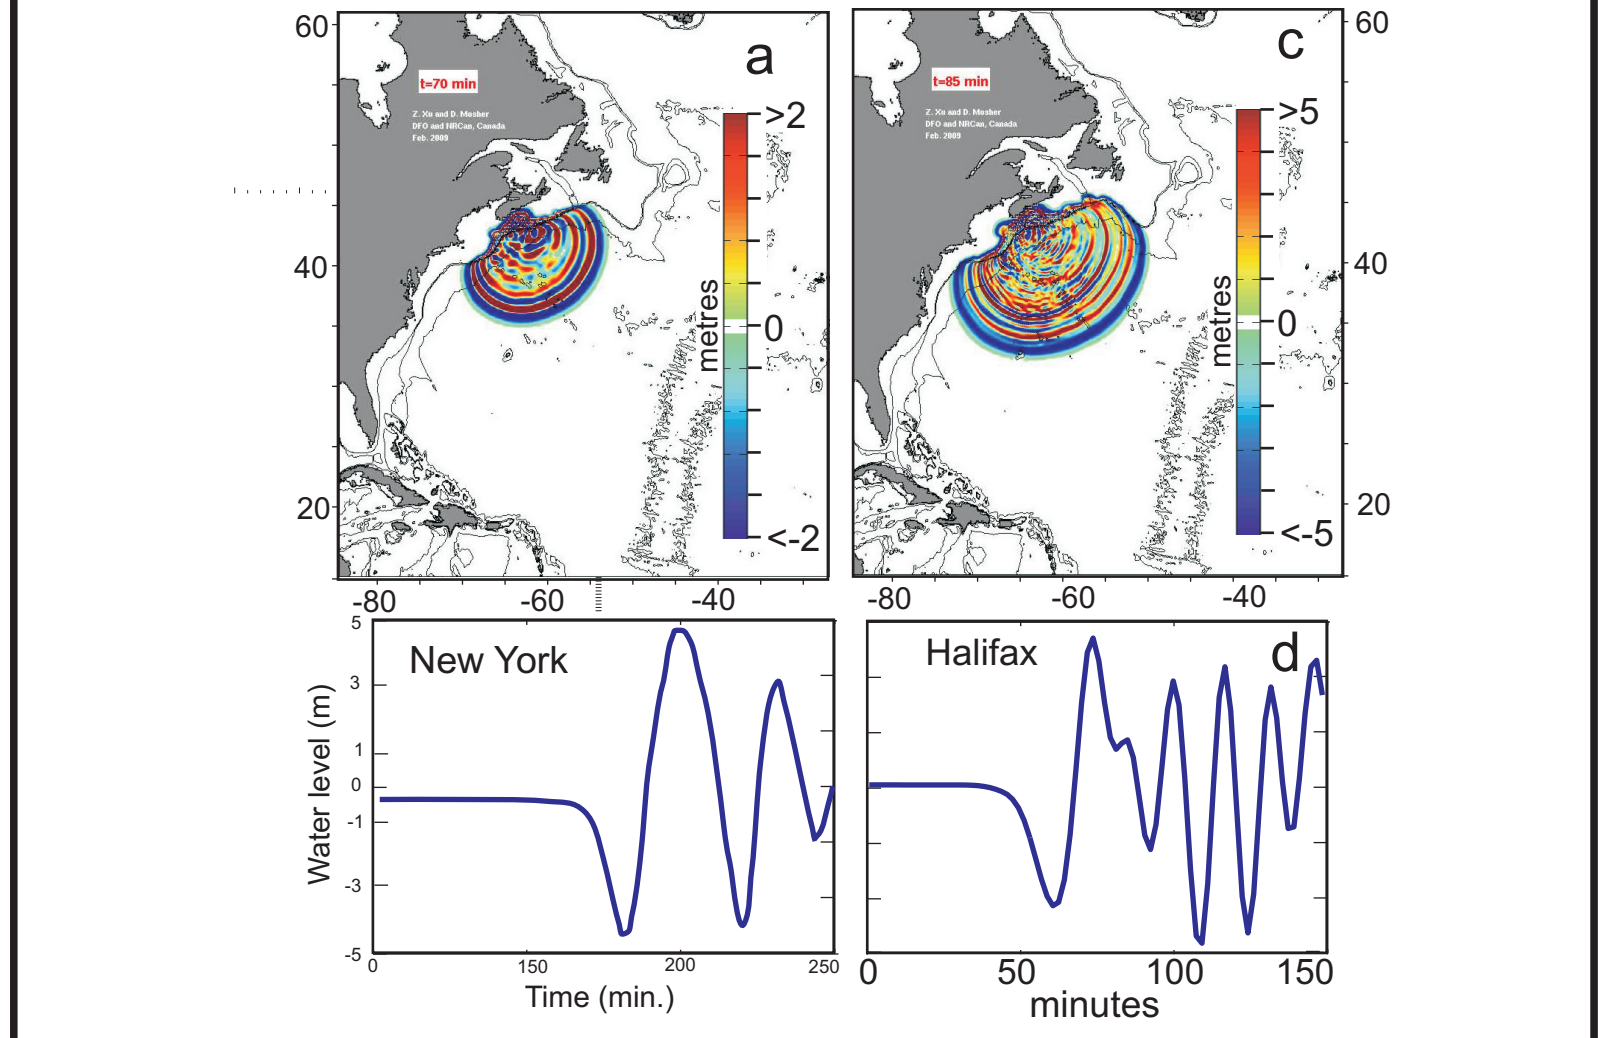 60
a
t=70 min
Z. Xu and D. Mosher
DFO and NRCan, Canada
Feb. 2009
>2
40
0
metres
20
<-2
-80
-60
-40
c
60
t=85 min
Z. Xu and D. Mosher
DFO and NRCan, Canada
Feb. 2009
>5
40
0
metres
20
<-5
-80
-60
-40
New York
Water level (m)
5
3
1
0
-1
-3
-5
0
150
200
250
Time (min.)
Halifax
d
0
50
100
150
minutes